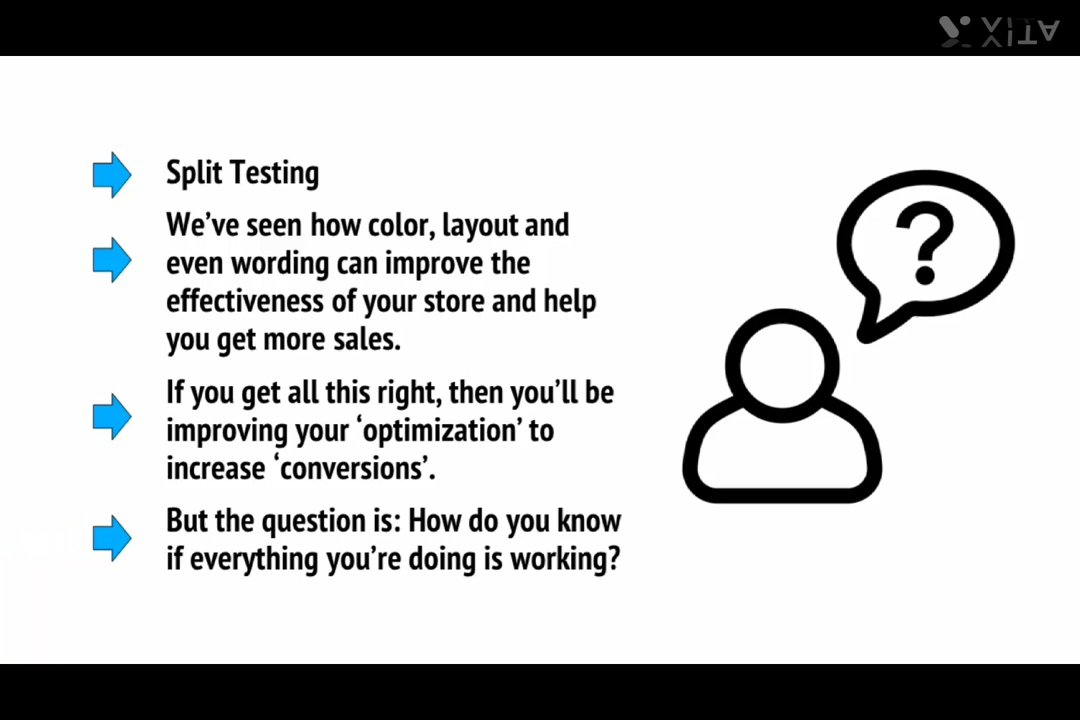 Split Testing
We’ve seen how color, layout and
even wording can improve the
effectiveness of your store and help
you get more sales.
If you get all this right, then you’ll be
improving your ‘optimization’ to
increase ‘conversions’.
But the question is: How do you know
if everything you’re doing is working?
?